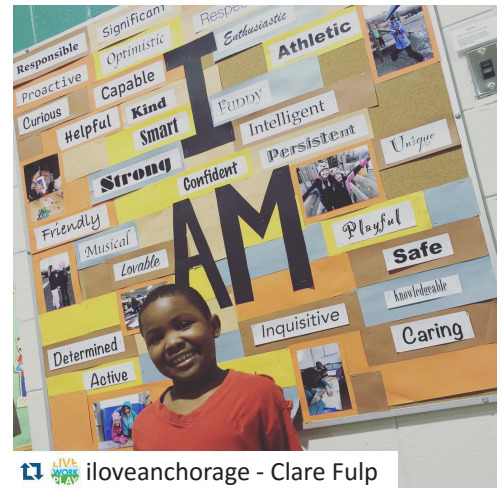 Responsible
Significant
Respec
Proactive
Optimistic
Enthusiastic
Athletic
Curious
Capable
I
Helpful
Kind
Funny
Smart
Intelligent
Persistent
Unique
Strong
Confident
AM
Friendly
Musical
Lovable
Playful
Safe
Knowledgeable
Inquisitive
Caring
Determined
Active
LIVE
WORK
PLAY
iloveanchorage - Clare Fulp